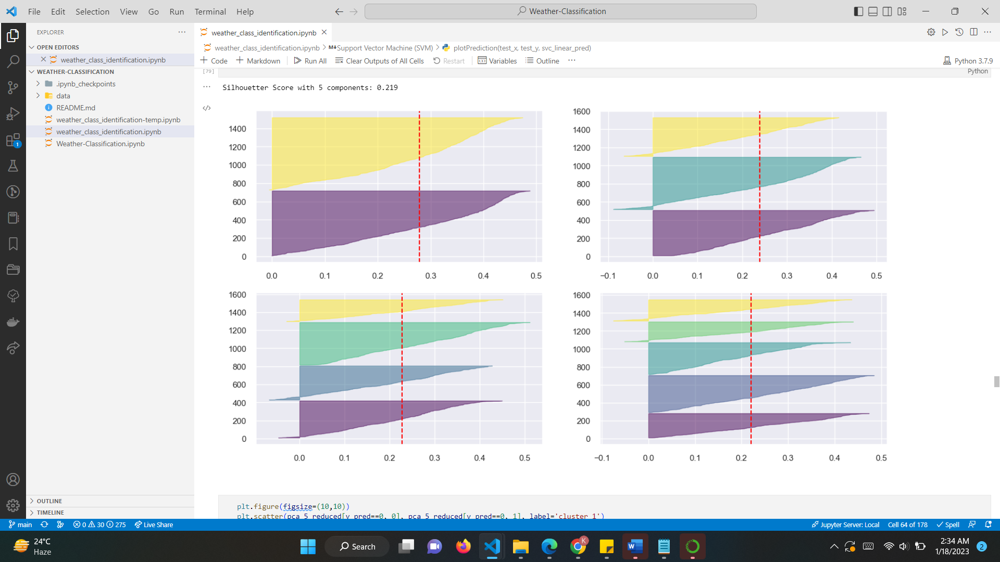 File Edit Selection View Go Run Terminal Help
Weather-Classification
EXPLORER
OPEN EDITORS
weather_class_identification.ipynb
WEATHER-CLASSIFICATION
.ipynb_checkpoints
data
README.md
weather_class_identification-temp.ipynb
weather_class_identification.ipynb
Weather-Classification.ipynb
OUTLINE
TIMELINE
1
weather_class_identification.ipynb
weather_class_identification.ipynb > M↓Support Vector Machine (SVM) > plotPrediction(test_x, test_y, svc_linear_pred)
+ Code + Markdown Run All Clear Outputs of All Cells Restart Variables Outline ··· Python 3.7.9
[79] Python
Silhouetter Score with 5 components: 0.219
1400
1200
1000
800
600
400
200
0
0.0 0.1 0.2 0.3 0.4 0.5
1600
1400
1200
1000
800
600
400
200
0
−0.1 0.0 0.1 0.2 0.3 0.4 0.5
1600
1400
1200
1000
800
600
400
200
0
0.0 0.1 0.2 0.3 0.4 0.5
1600
1400
1200
1000
800
600
400
200
0
−0.1 0.0 0.1 0.2 0.3 0.4 0.5
plt.figure(figsize=(10,10))
plt.scatter(pca_5_reduced[y_pred==0, 0], pca_5_reduced[y_pred==0, 1], label='cluster 1')
main 0 30 275 Live Share Jupyter Server: Local Cell 64 of 178 Spell
24°C
Haze
Search
K
W
2:34 AM
1/18/2023
2